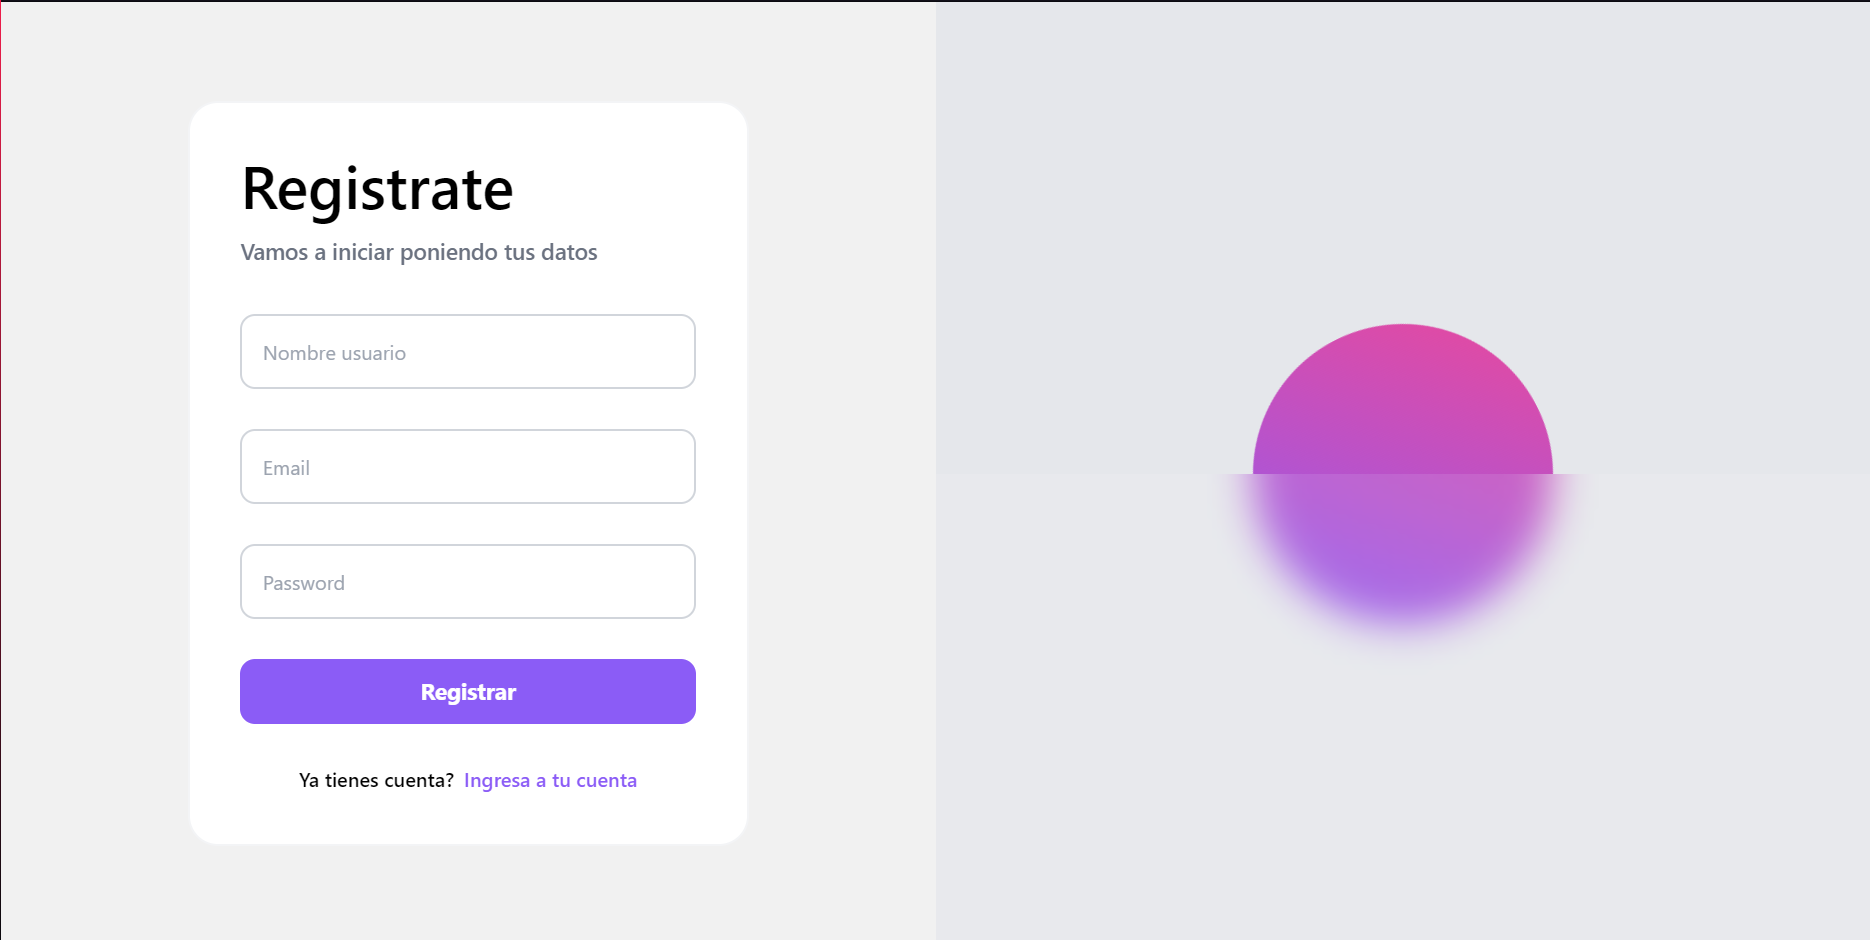 Registrate
Vamos a iniciar poniendo tus datos
Nombre usuario
Email
Password
Registrar
Ya tienes cuenta? Ingresa a tu cuenta